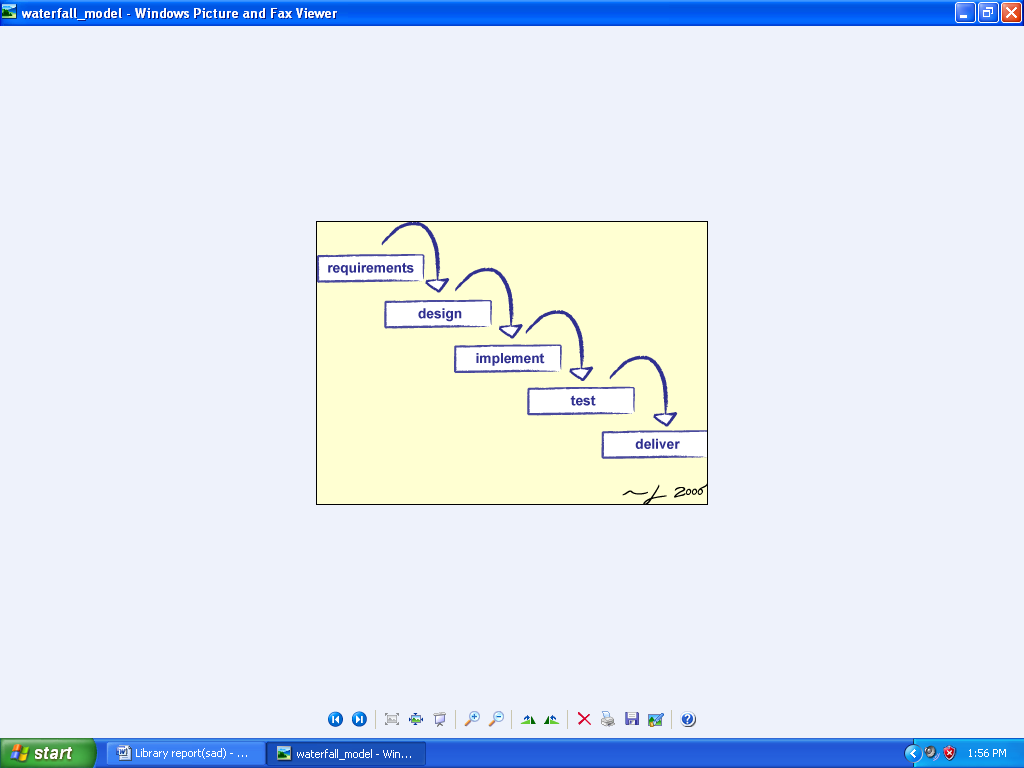 waterfall_model - Windows Picture and Fax Viewer
requirements
design
implement
test
deliver
2000
start
Library report(sad) - ...
waterfall_model - Win...
1:56 PM